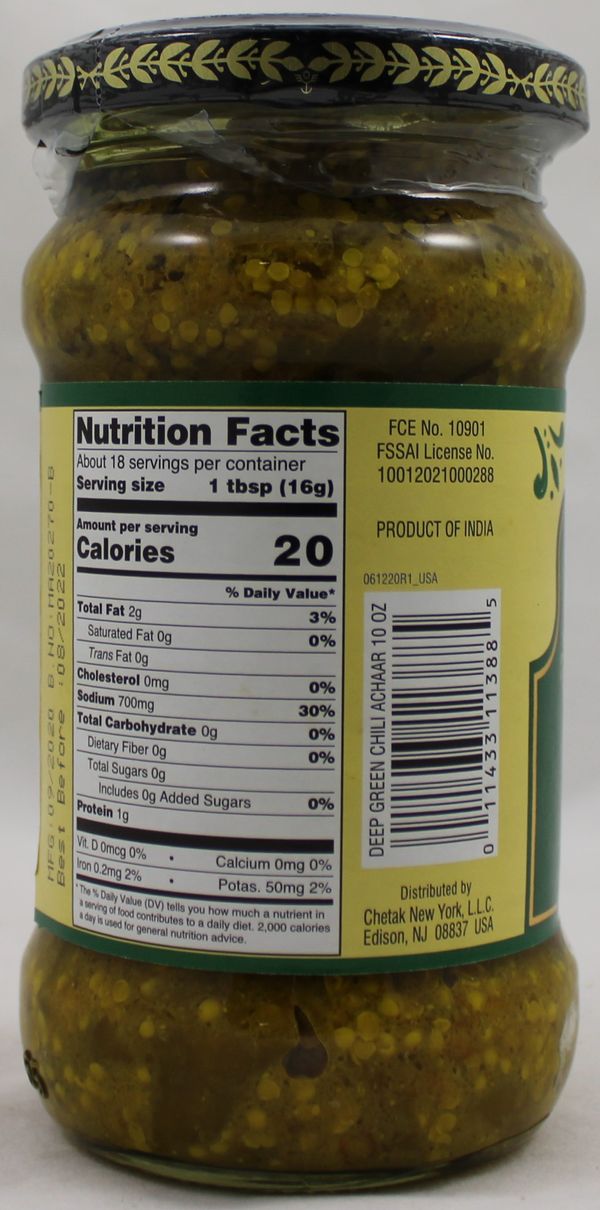 MFG:09/2020 B.NO:MA20270-B
Best Before :08/2022
Nutrition Facts
About 18 servings per container
Serving size 1 tbsp (16g)
Amount per serving
Calories 20
% Daily Value*
Total Fat 2g 3%
Saturated Fat 0g 0%
Trans Fat 0g
Cholesterol 0mg 0%
Sodium 700mg 30%
Total Carbohydrate 0g 0%
Dietary Fiber 0g 0%
Total Sugars 0g
Includes 0g Added Sugars 0%
Protein 1g
Vit. D 0mcg 0% • Calcium 0mg 0%
Iron 0.2mg 2% • Potas. 50mg 2%
*The % Daily Value (DV) tells you how much a nutrient in
a serving of food contributes to a daily diet. 2,000 calories
a day is used for general nutrition advice.
FCE No. 10901
FSSAI License No.
10012021000288
PRODUCT OF INDIA
061220R1_USA
DEEP GREEN CHILI ACHAAR 10 OZ
0 11433 11388 5
Distributed by
Chetak New York, L.L.C.
Edison, NJ 08837 USA